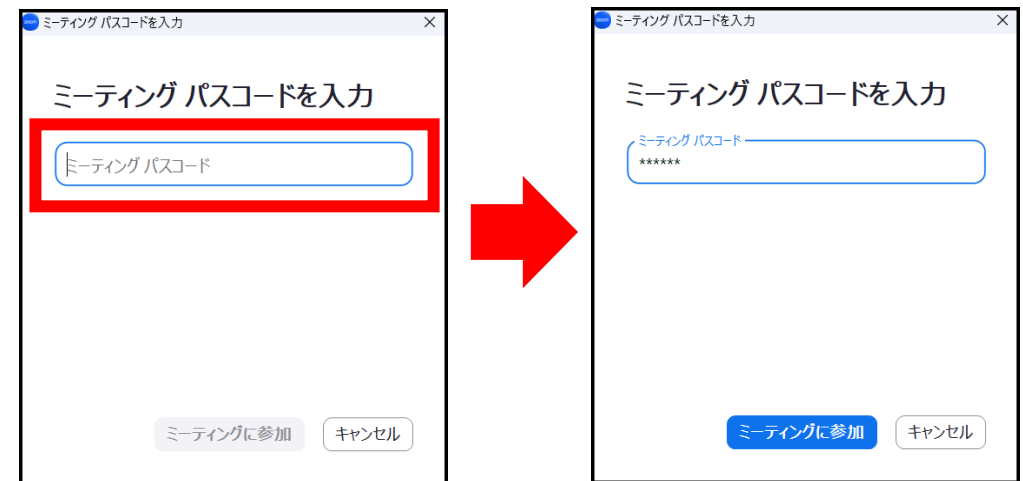 zoom ミーティング パスコードを入力
ミーティング パスコードを入力
ミーティング パスコード
ミーティングに参加 キャンセル
zoom ミーティング パスコードを入力
ミーティング パスコードを入力
ミーティング パスコード
******
ミーティングに参加 キャンセル